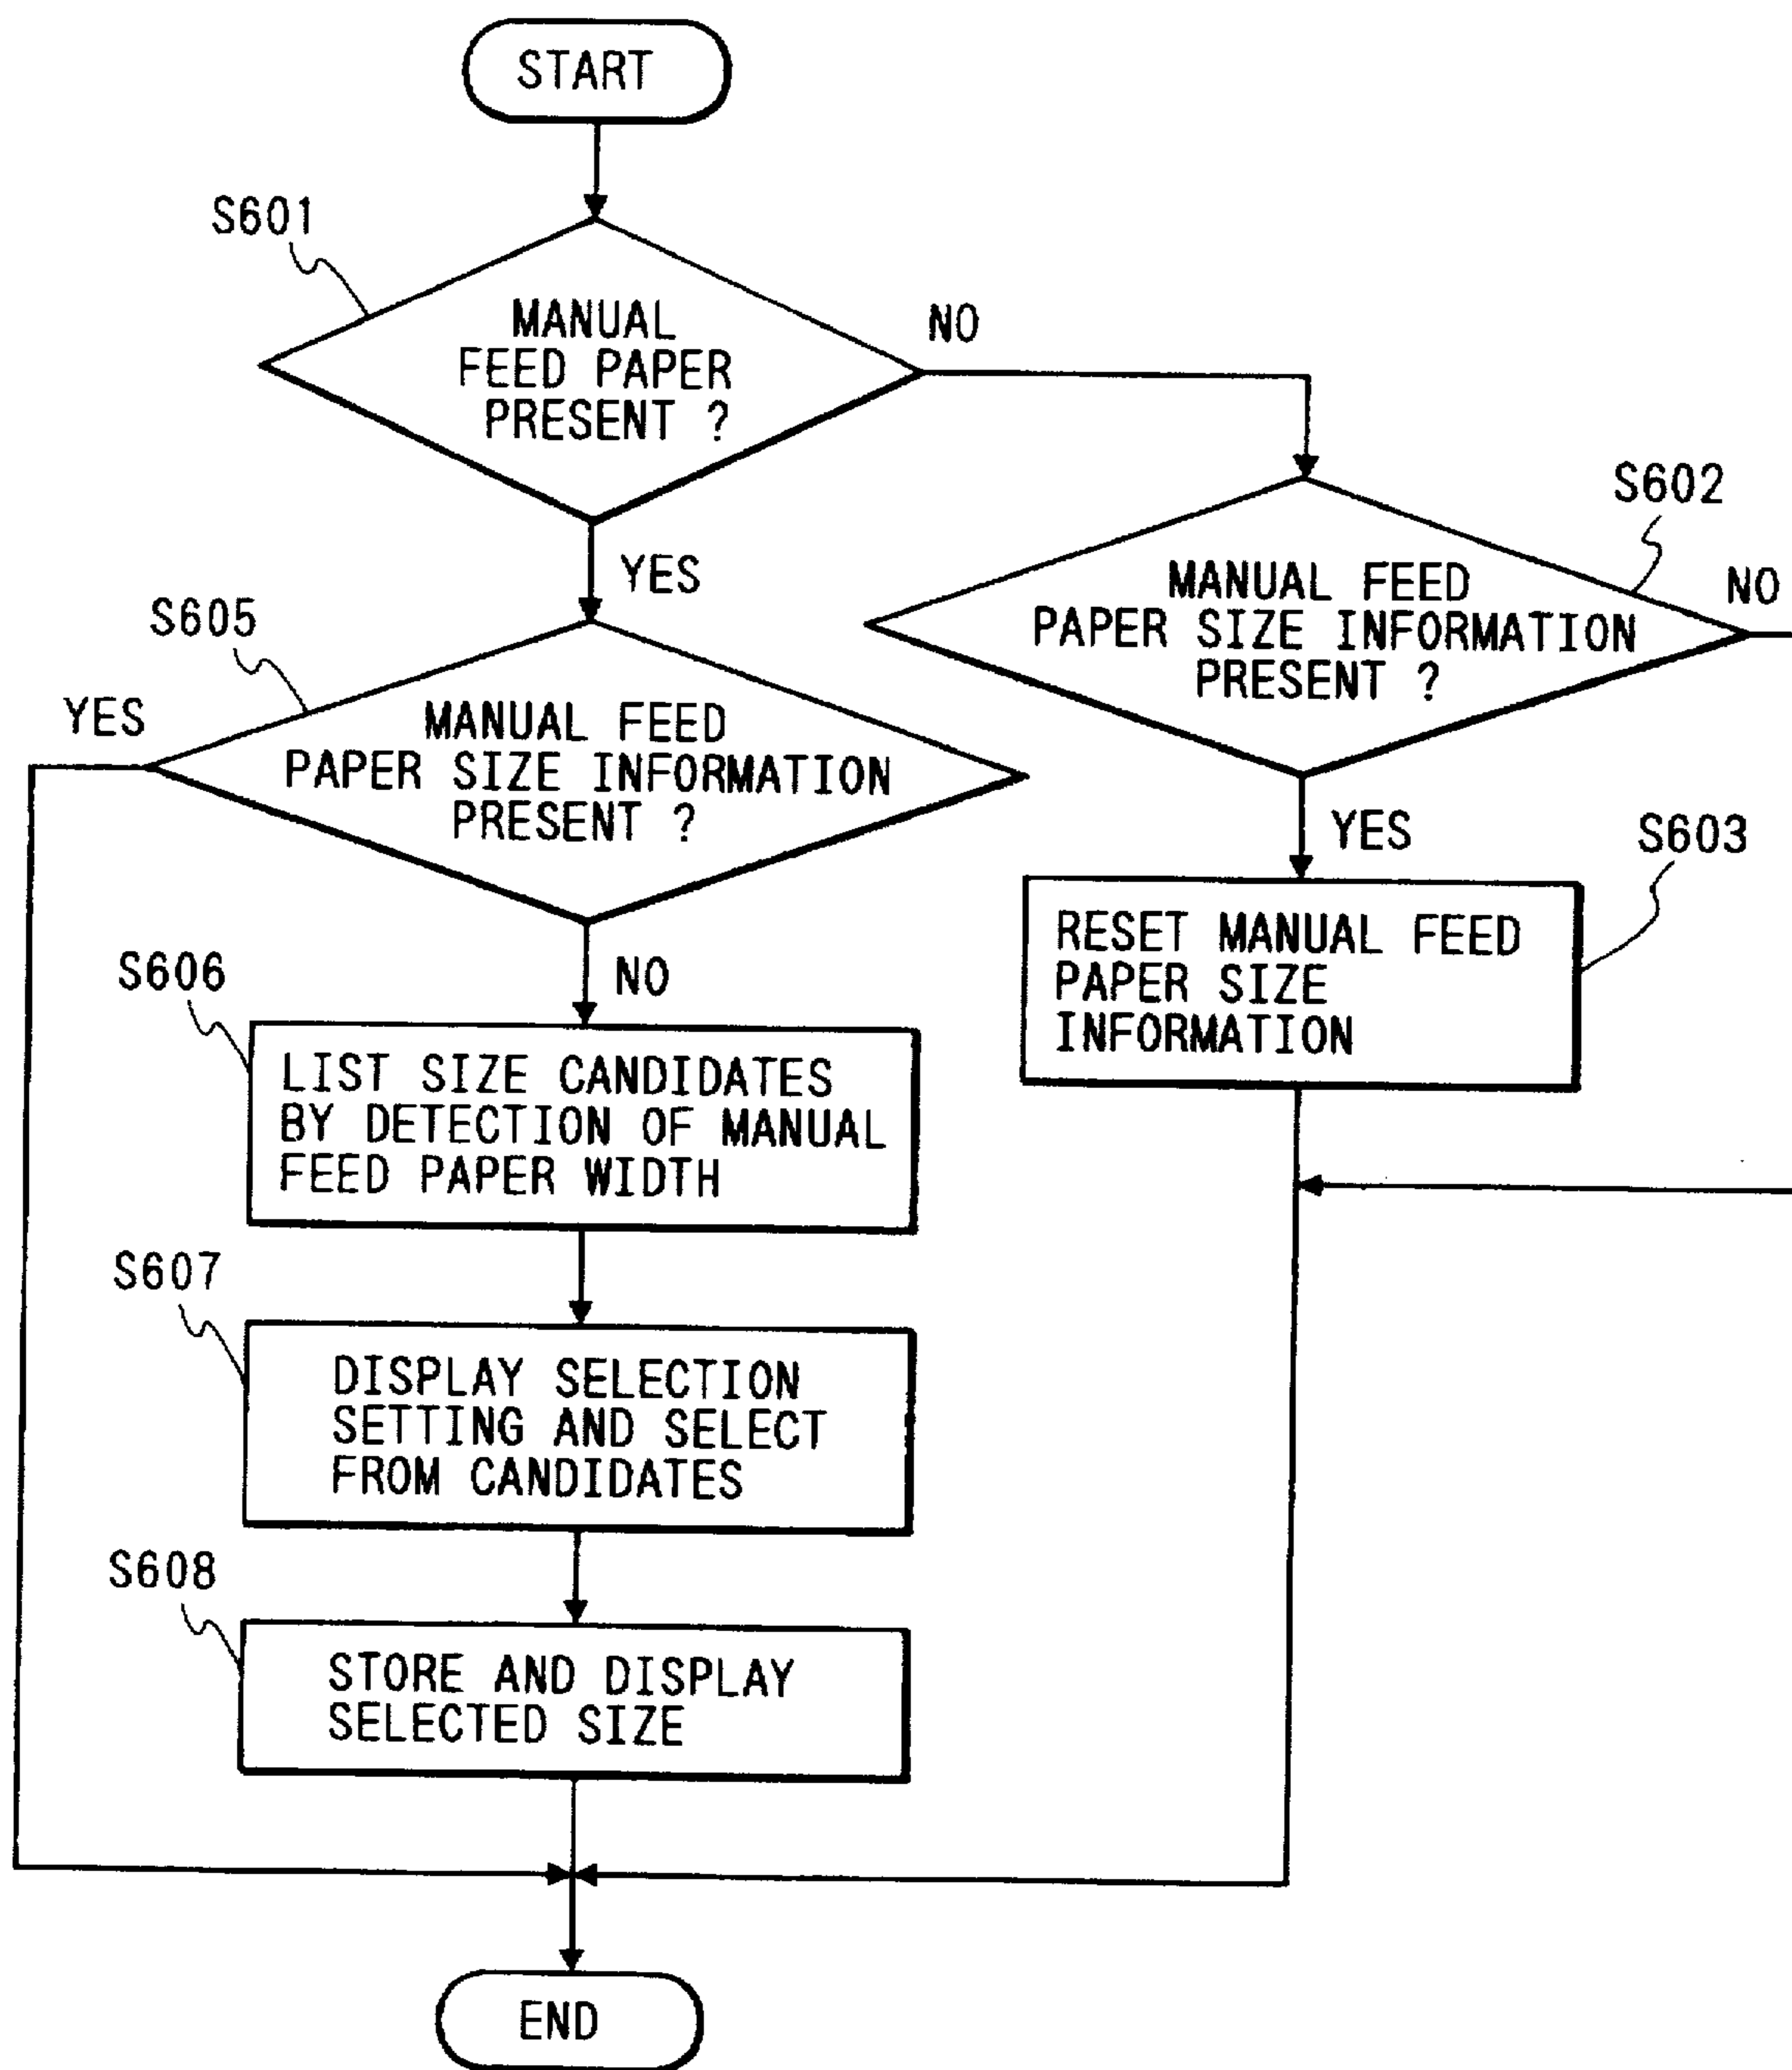 START
S601
MANUAL
FEED PAPER
PRESENT ?
NO
YES
S602
MANUAL FEED
PAPER SIZE INFORMATION
PRESENT ?
NO
YES
S603
RESET MANUAL FEED
PAPER SIZE
INFORMATION
S605
YES
MANUAL FEED
PAPER SIZE INFORMATION
PRESENT ?
NO
S606
LIST SIZE CANDIDATES
BY DETECTION OF MANUAL
FEED PAPER WIDTH
S607
DISPLAY SELECTION
SETTING AND SELECT
FROM CANDIDATES
S608
STORE AND DISPLAY
SELECTED SIZE
END